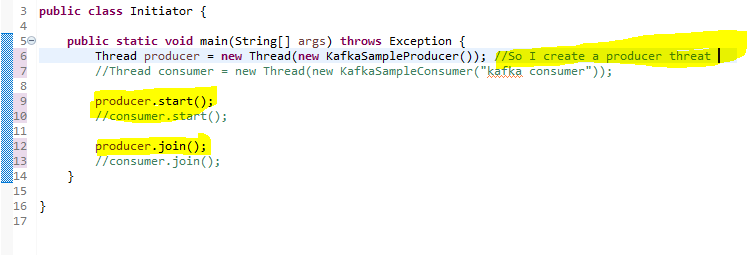 3 public class Initiator {
4
5 public static void main(String[] args) throws Exception {
6 Thread producer = new Thread(new KafkaSampleProducer()); //So I create a producer threat
7 //Thread consumer = new Thread(new KafkaSampleConsumer("kafka consumer"));
8
9 producer.start();
10 //consumer.start();
11
12 producer.join();
13 //consumer.join();
14 }
15
16 }
17